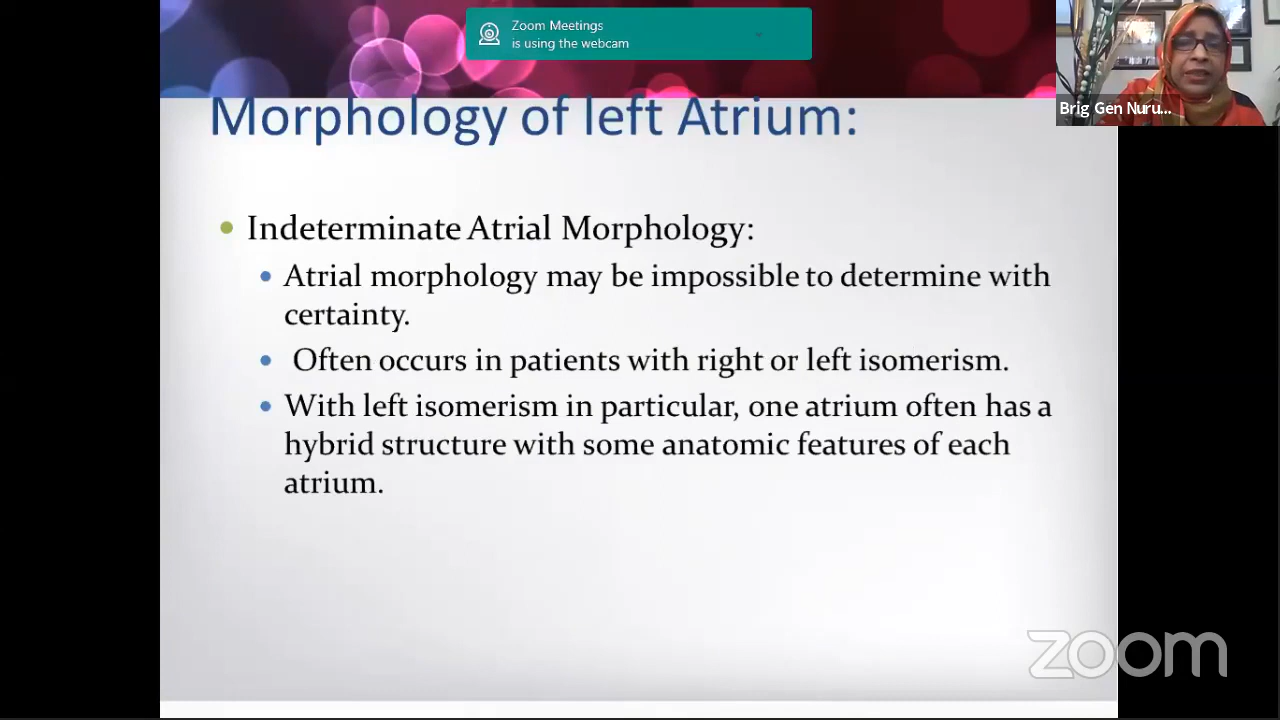 Zoom Meetings
is using the webcam
Brig Gen Nuru...
Morphology of left Atrium:
Indeterminate Atrial Morphology:
Atrial morphology may be impossible to determine with
certainty.
Often occurs in patients with right or left isomerism.
With left isomerism in particular, one atrium often has a
hybrid structure with some anatomic features of each
atrium.
zoom